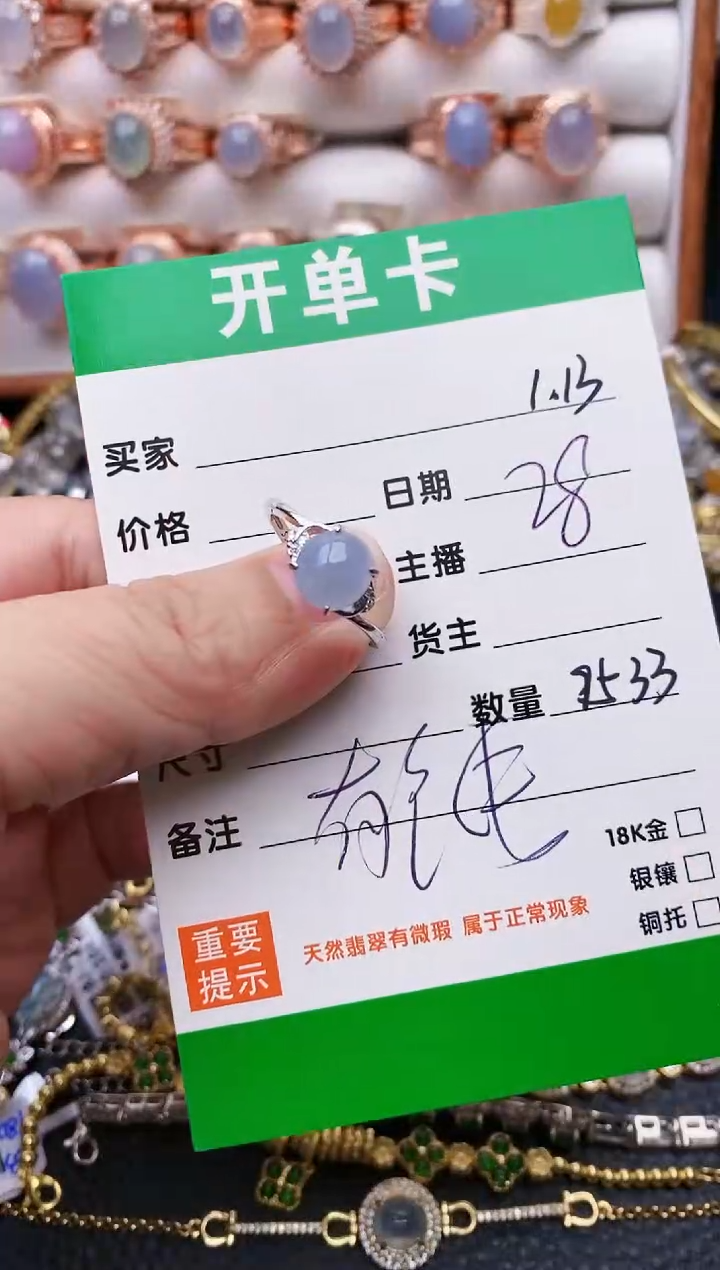 开单卡
1.13
买家
价格 日期 28
主播
货主
数量 2533
尺寸
备注
18K金
银镶
铜托
重要提示
天然翡翠有微瑕 属于正常现象